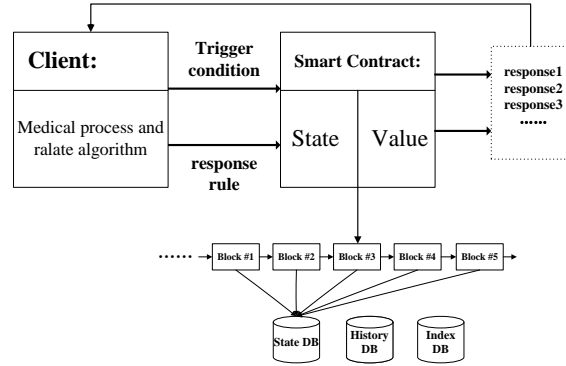 Client:
Medical process and
ralate algorithm
Trigger
condition
response
rule
Smart Contract:
State
Value
response1
response2
response3
......
......
Block #1
Block #2
Block #3
Block #4
Block #5
State DB
History
DB
Index
DB